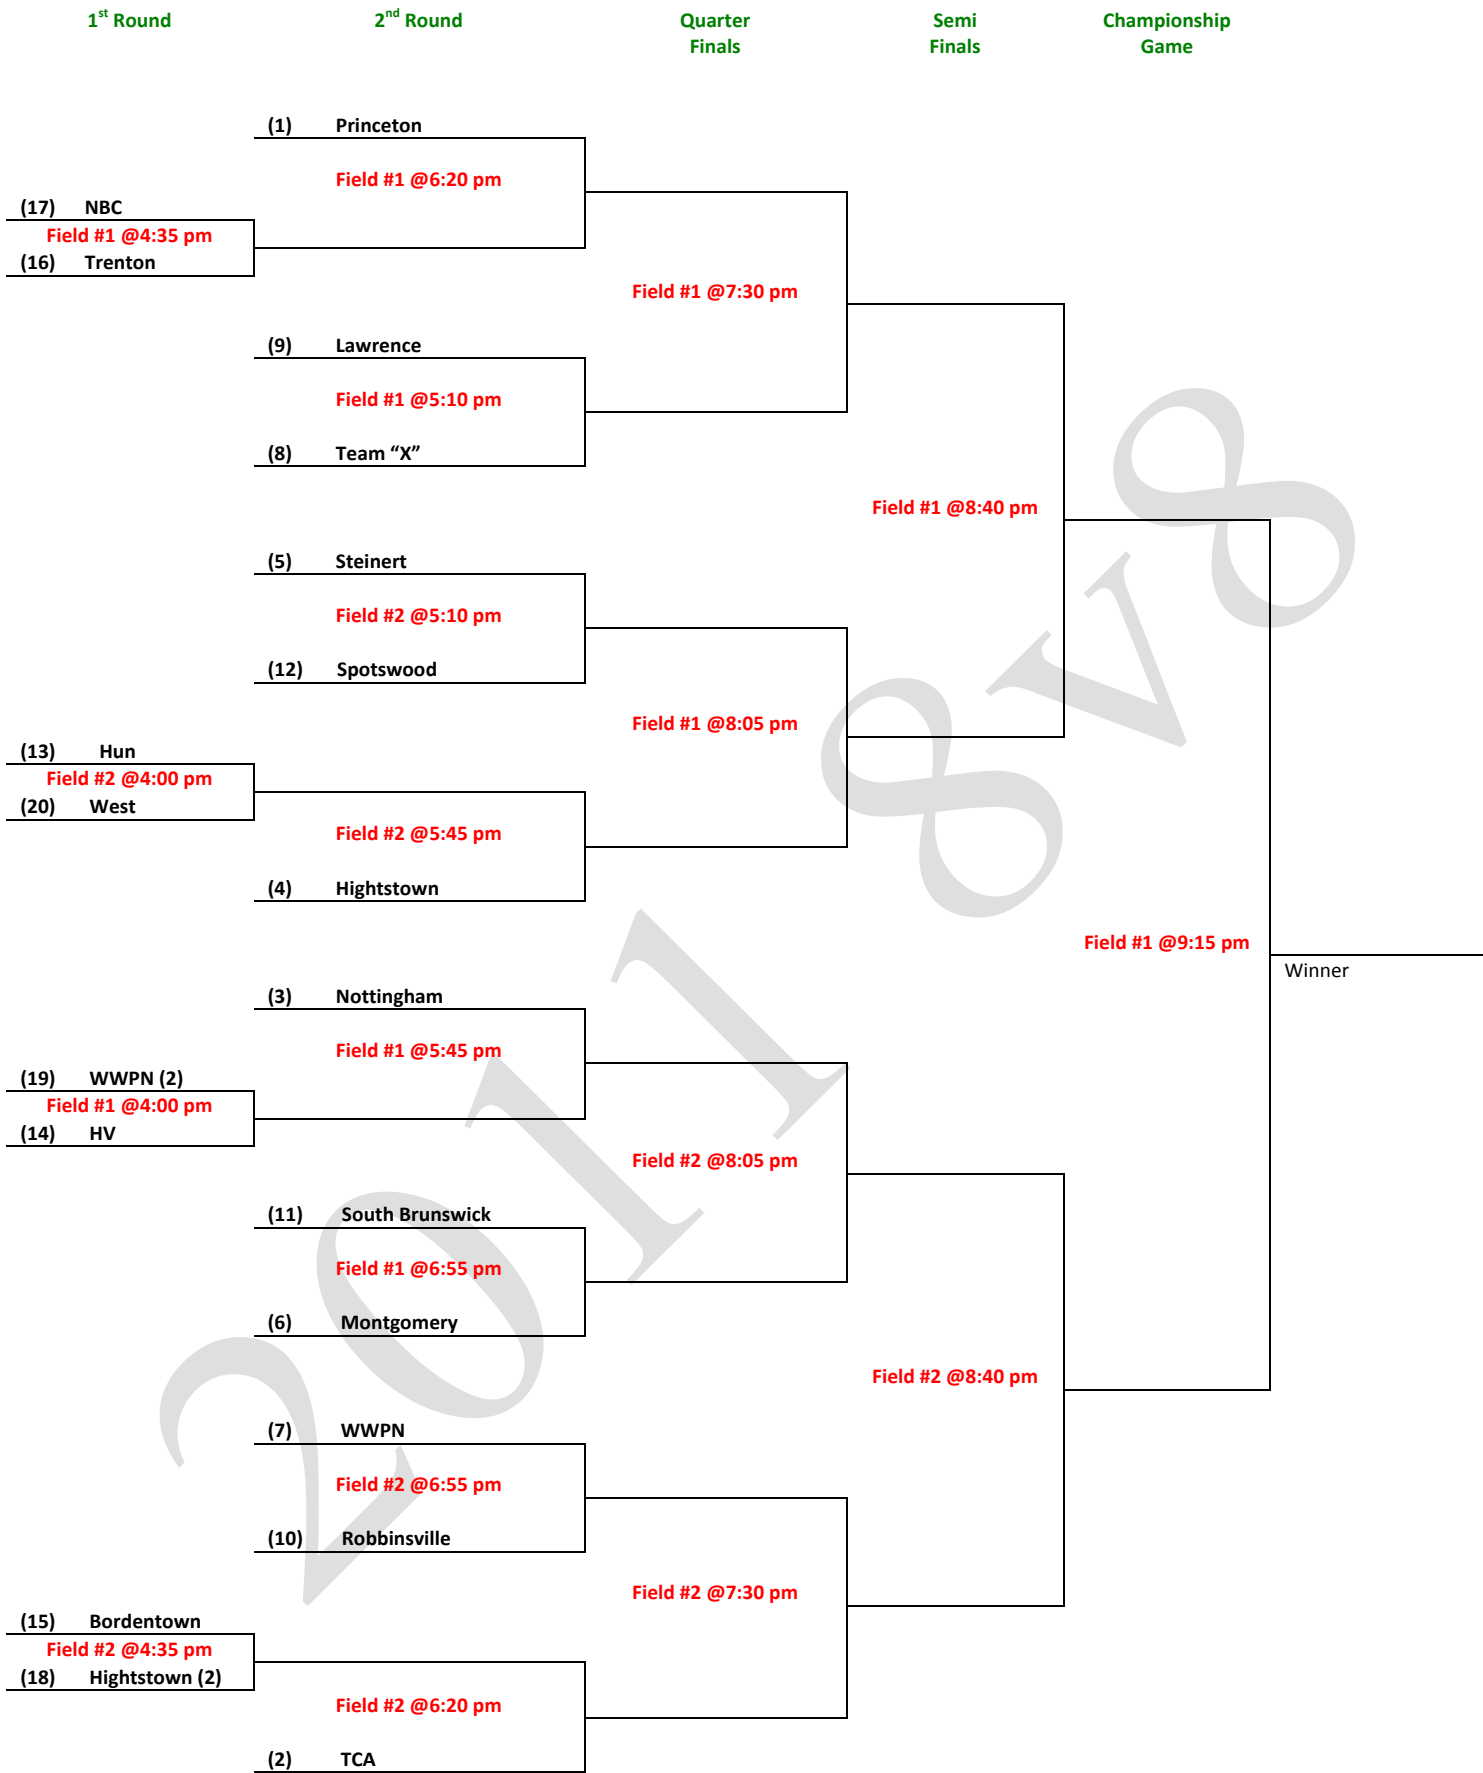 1st Round
2nd Round
Quarter
Finals
Semi
Finals
Championship
Game
(1) Princeton
Field #1 @6:20 pm
(17) NBC
Field #1 @4:35 pm
(16) Trenton
Field #1 @7:30 pm
(9) Lawrence
Field #1 @5:10 pm
(8) Team “X”
Field #1 @8:40 pm
(5) Steinert
Field #2 @5:10 pm
(12) Spotswood
Field #1 @8:05 pm
(13) Hun
Field #2 @4:00 pm
(20) West
Field #2 @5:45 pm
(4) Hightstown
Field #1 @9:15 pm
Winner
(3) Nottingham
Field #1 @5:45 pm
(19) WWPN (2)
Field #1 @4:00 pm
(14) HV
Field #2 @8:05 pm
(11) South Brunswick
Field #1 @6:55 pm
(6) Montgomery
Field #2 @8:40 pm
(7) WWPN
Field #2 @6:55 pm
(10) Robbinsville
Field #2 @7:30 pm
(15) Bordentown
Field #2 @4:35 pm
(18) Hightstown (2)
Field #2 @6:20 pm
(2) TCA
2011 8v8